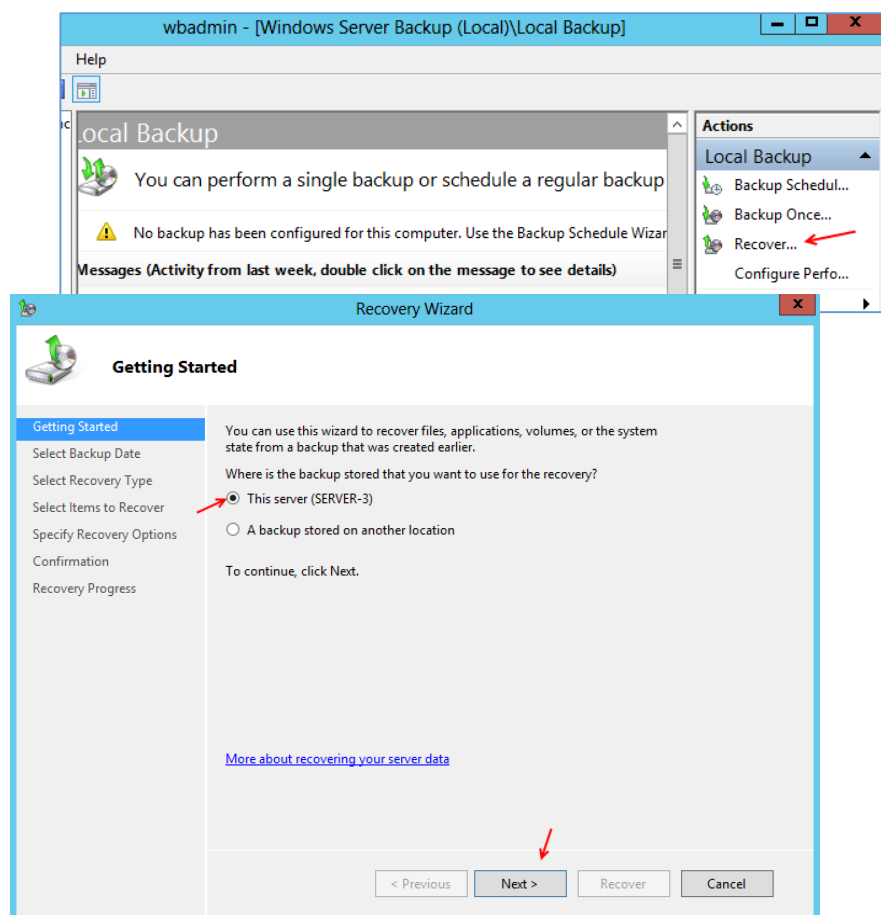 wbadmin - [Windows Server Backup (Local)\Local Backup]
Help
Local Backup
You can perform a single backup or schedule a regular backup
No backup has been configured for this computer. Use the Backup Schedule Wizar
Messages (Activity from last week, double click on the message to see details)
Actions
Local Backup
Backup Schedul...
Backup Once...
Recover...
Configure Perfo...
Recovery Wizard
Getting Started
Getting Started
Select Backup Date
Select Recovery Type
Select Items to Recover
Specify Recovery Options
Confirmation
Recovery Progress
You can use this wizard to recover files, applications, volumes, or the system
state from a backup that was created earlier.
Where is the backup stored that you want to use for the recovery?
This server (SERVER-3)
A backup stored on another location
To continue, click Next.
More about recovering your server data
< Previous
Next >
Recover
Cancel